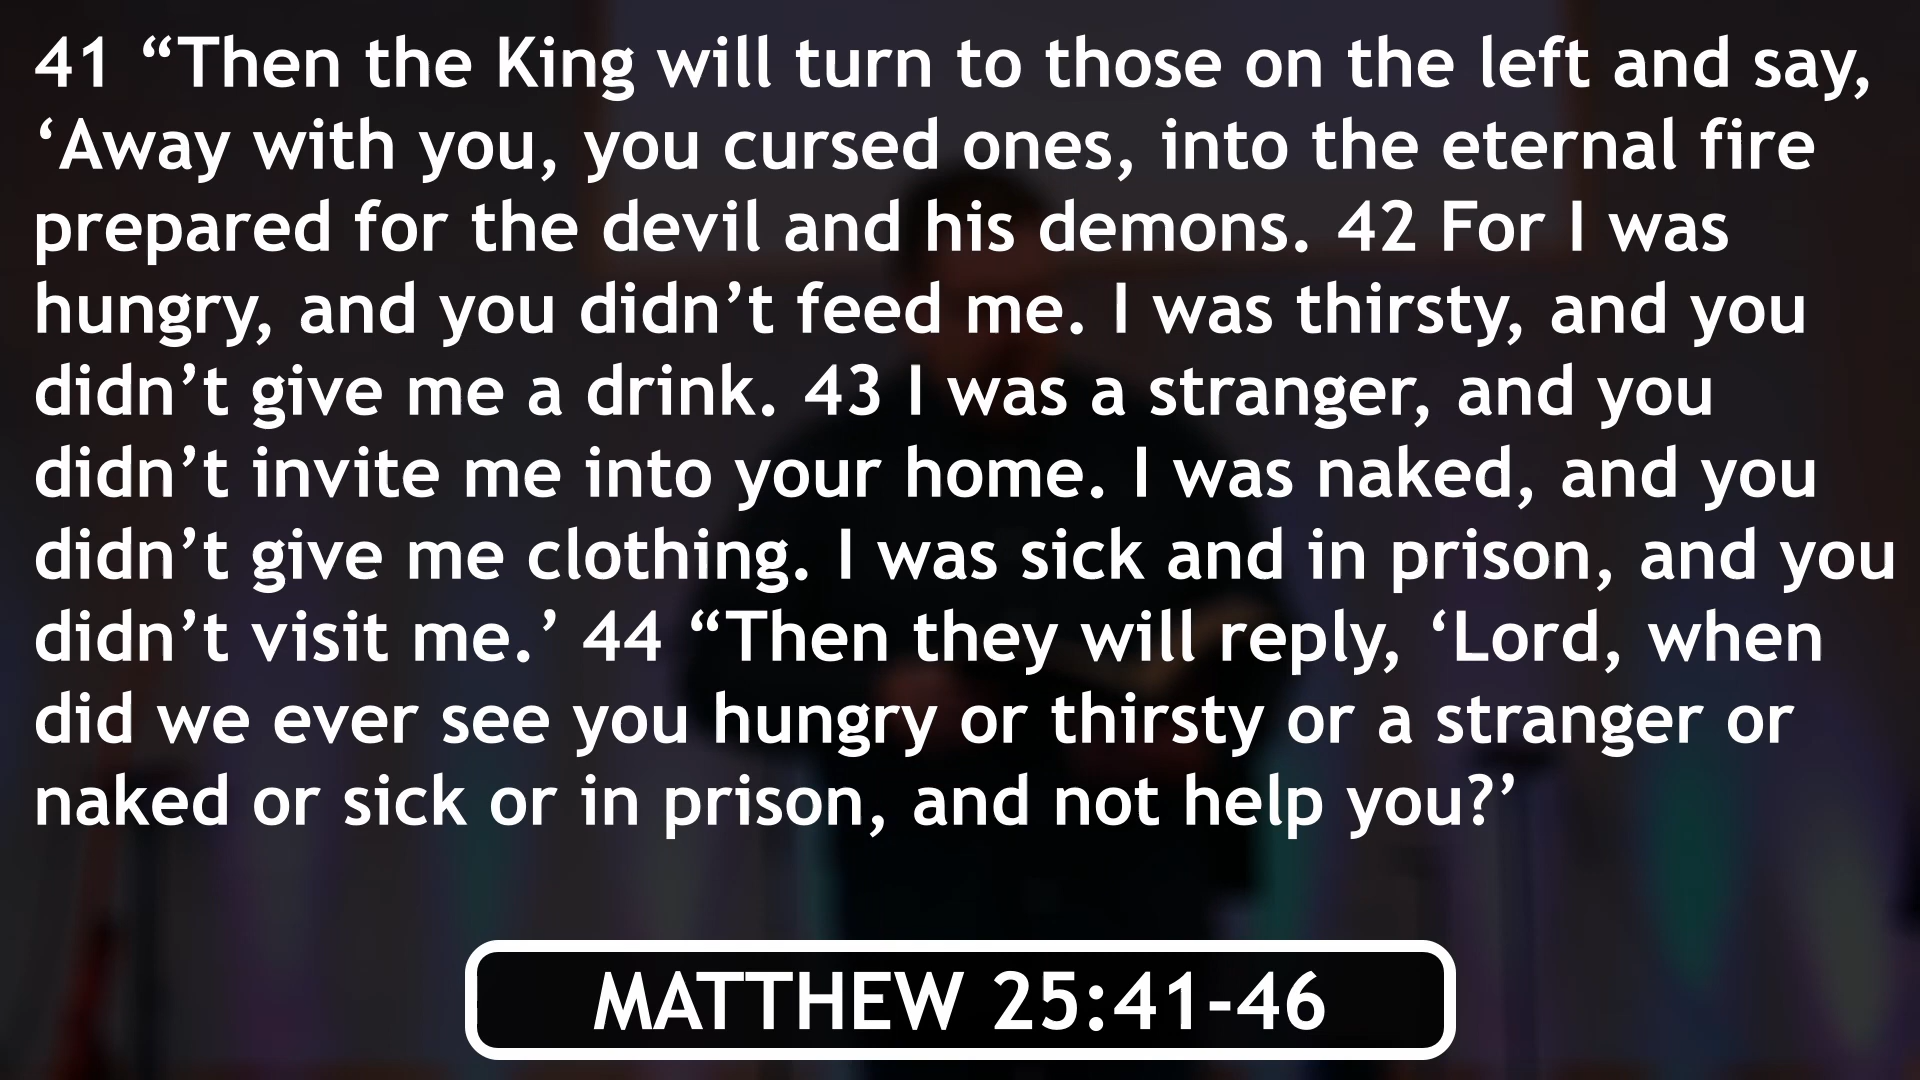 41 “Then the King will turn to those on the left and say,
‘Away with you, you cursed ones, into the eternal fire
prepared for the devil and his demons. 42 For I was
hungry, and you didn’t feed me. I was thirsty, and you
didn’t give me a drink. 43 I was a stranger, and you
didn’t invite me into your home. I was naked, and you
didn’t give me clothing. I was sick and in prison, and you
didn’t visit me.’ 44 “Then they will reply, ‘Lord, when
did we ever see you hungry or thirsty or a stranger or
naked or sick or in prison, and not help you?’
MATTHEW 25:41-46